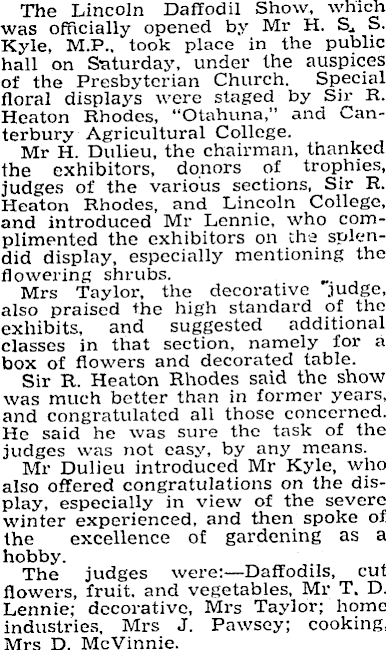 The Lincoln Daffodil Show, which
was officially opened by Mr H. S. S.
Kyle, M.P., took place in the public
hall on Saturday, under the auspices
of the Presbyterian Church. Special
floral displays were staged by Sir R.
Heaton Rhodes, "Otahuna," and Can-
terbury Agricultural College.
Mr H. Dulieu, the chairman, thanked
the exhibitors, donors of trophies,
judges of the various sections, Sir R.
Heaton Rhodes, and Lincoln College,
and introduced Mr Lennie, who com-
plimented the exhibitors on the splen-
did display, especially mentioning the
flowering shrubs.
Mrs Taylor, the decorative judge,
also praised the high standard of the
exhibits, and suggested additional
classes in that section, namely for a
box of flowers and decorated table.
Sir R. Heaton Rhodes said the show
was much better than in former years,
and congratulated all those concerned.
He said he was sure the task of the
judges was not easy, by any means.
Mr Dulieu introduced Mr Kyle, who
also offered congratulations on the dis-
play, especially in view of the severe
winter experienced, and then spoke of
the excellence of gardening as a
hobby.
The judges were:—Daffodils, cut
flowers, fruit. and vegetables, Mr T. D.
Lennie; decorative, Mrs Taylor; home
industries, Mrs J. Pawsey; cooking,
Mrs D. McVinnie.